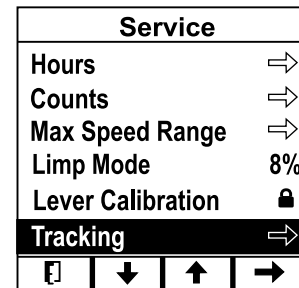 Service
Hours
Counts
Max Speed Range
Limp Mode 8%
Lever Calibration
Tracking